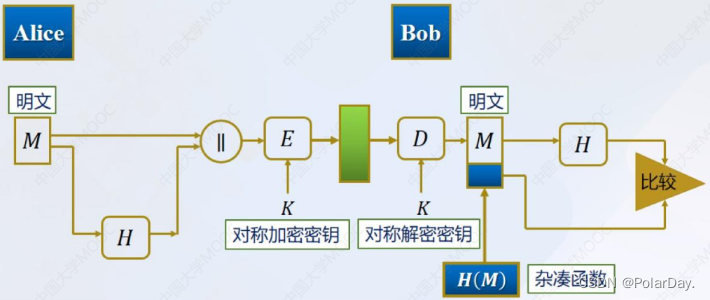 Alice
Bob
明文
明文
M
||
E
D
M
H
比较
H
K
K
对称加密密钥
对称解密密钥
H(M)
杂凑函数
CSDN @PolarDay.
中国大学MOOC